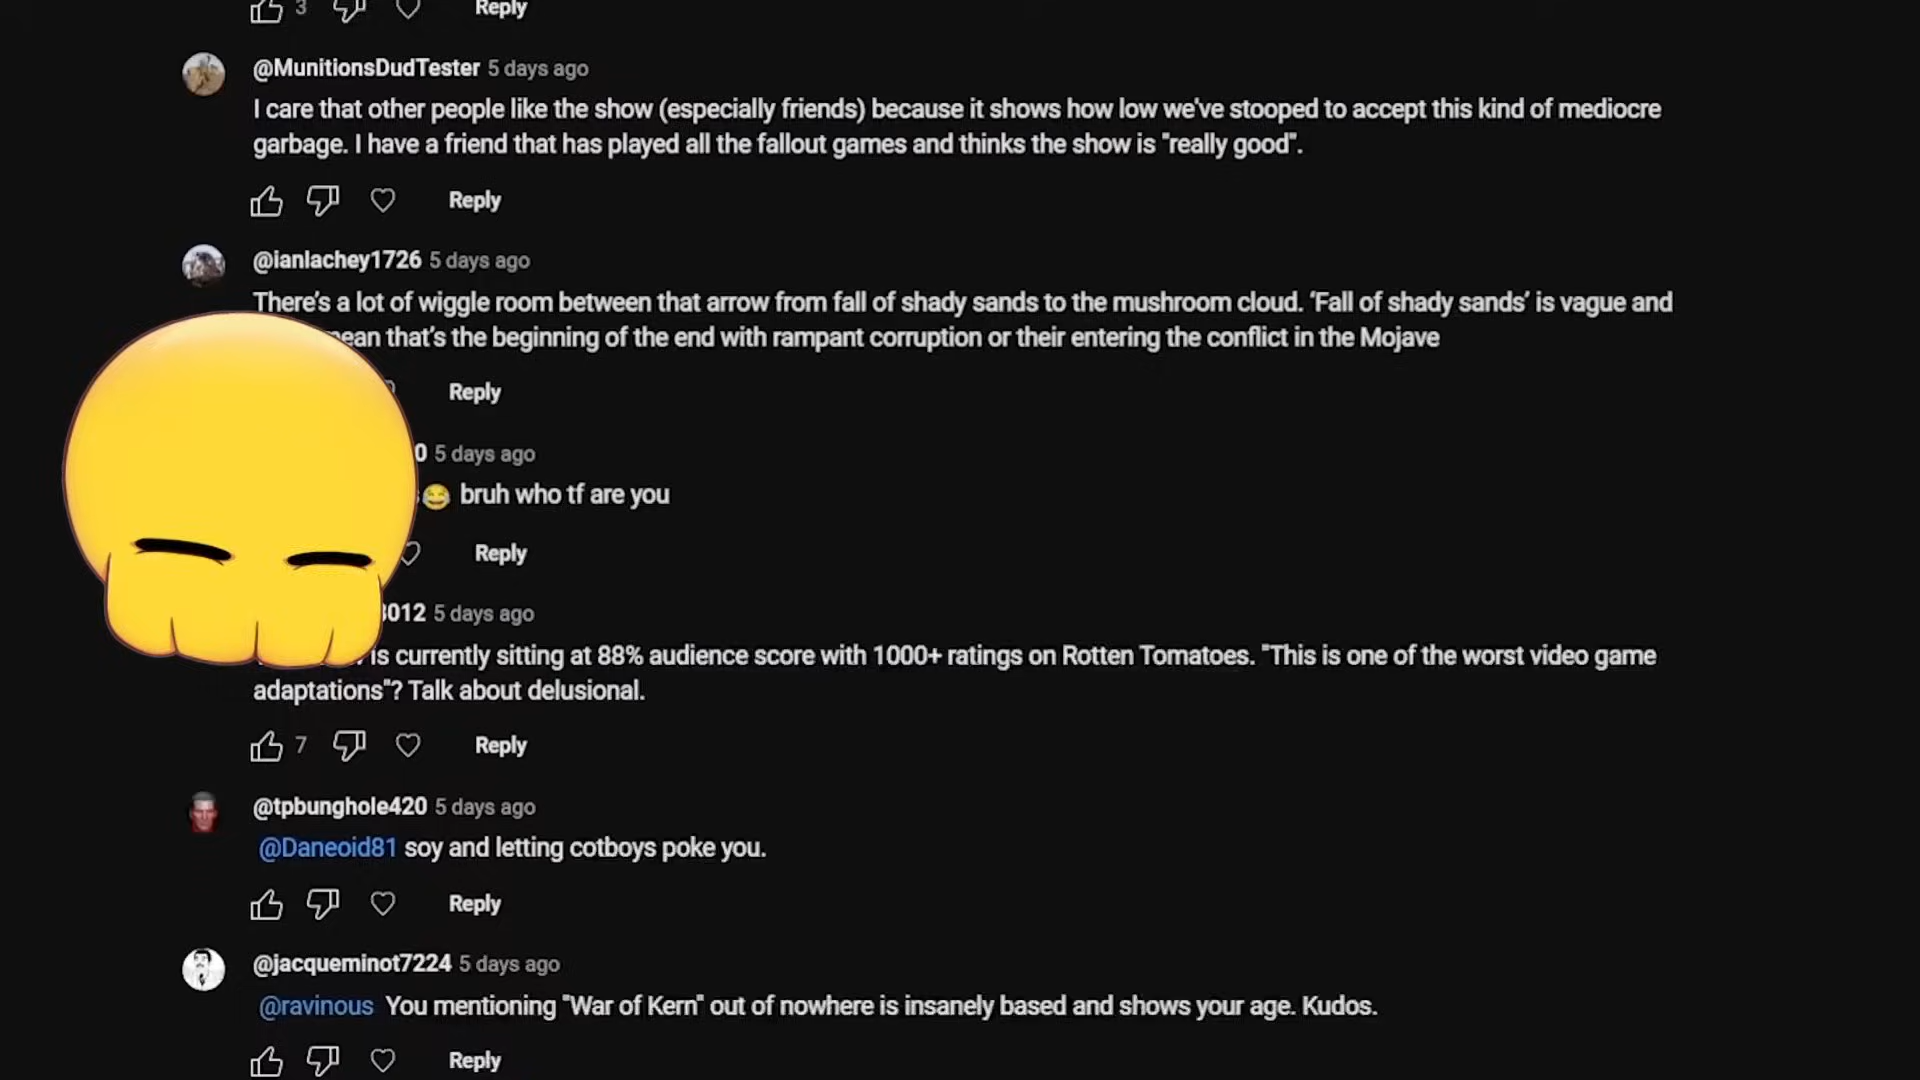 3 Reply
@MunitionsDudTester 5 days ago
I care that other people like the show (especially friends) because it shows how low we've stooped to accept this kind of mediocre
garbage. I have a friend that has played all the fallout games and thinks the show is "really good".
Reply
@ianlachey1726 5 days ago
There's a lot of wiggle room between that arrow from fall of shady sands to the mushroom cloud. 'Fall of shady sands' is vague and
that's the beginning of the end with rampant corruption or their entering the conflict in the Mojave
Reply
0 5 days ago
😂 bruh who tf are you
Reply
012 5 days ago
is currently sitting at 88% audience score with 1000+ ratings on Rotten Tomatoes. "This is one of the worst video game
adaptations"? Talk about delusional.
7 Reply
@tpbunghole420 5 days ago
@Daneoid81 soy and letting cotboys poke you.
Reply
@jacqueminot7224 5 days ago
@ravinous You mentioning "War of Kern" out of nowhere is insanely based and shows your age. Kudos.
Reply